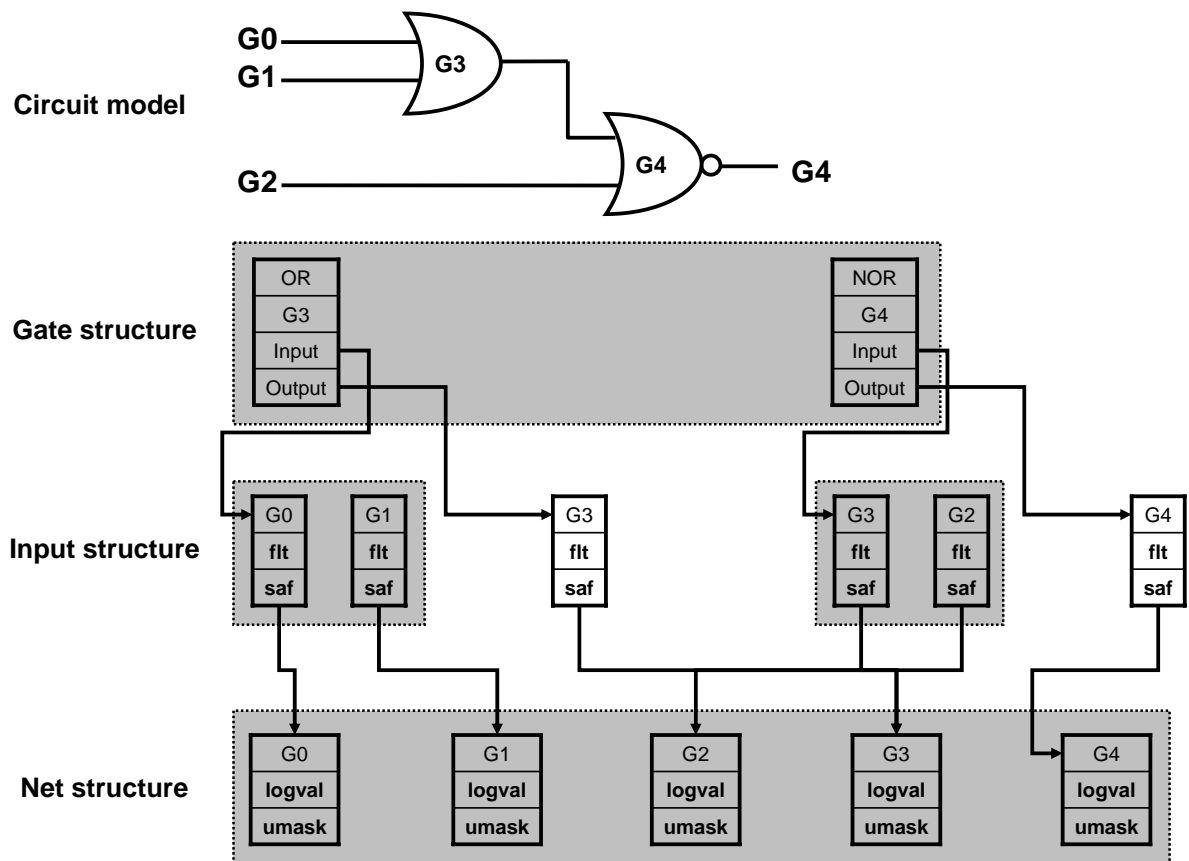 G0
G1
G3
Circuit model
G2
G4
G4
Gate structure
OR
G3
Input
Output
NOR
G4
Input
Output
Input structure
G0
flt
saf
G1
flt
saf
G3
flt
saf
G3
flt
saf
G2
flt
saf
G4
flt
saf
Net structure
G0
logval
umask
G1
logval
umask
G2
logval
umask
G3
logval
umask
G4
logval
umask